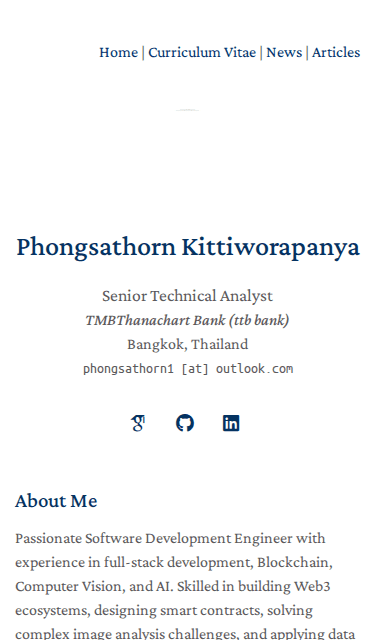 Home | Curriculum Vitae | News | Articles
Phongsathorn Kittiworapanya
Senior Technical Analyst
TMBThanachart Bank (ttb bank)
Bangkok, Thailand
phongsathorn1 [at] outlook.com
About Me
Passionate Software Development Engineer with
experience in full-stack development, Blockchain,
Computer Vision, and AI. Skilled in building Web3
ecosystems, designing smart contracts, solving
complex image analysis challenges, and applying data